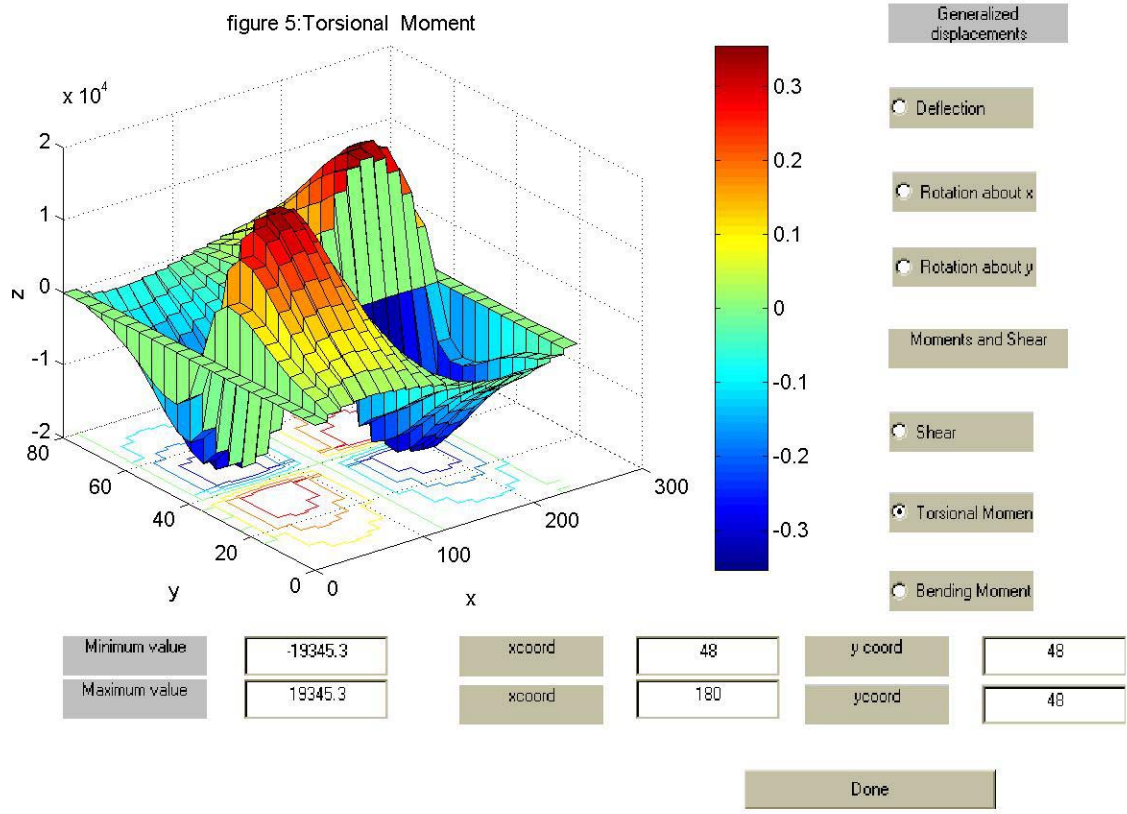 figure 5:Torsional Moment
x 10⁴
2
1
0
-1
-2
z
80
60
40
20
0
y
0
100
200
300
x
0.3
0.2
0.1
0
-0.1
-0.2
-0.3
Generalized
displacements
Deflection
Rotation about x
Rotation about y
Moments and Shear
Shear
Torsional Momen
Bending Moment
Minimum value
-19345.3
xcoord
48
y coord
48
Maximum value
19345.3
xcoord
180
ycoord
48
Done